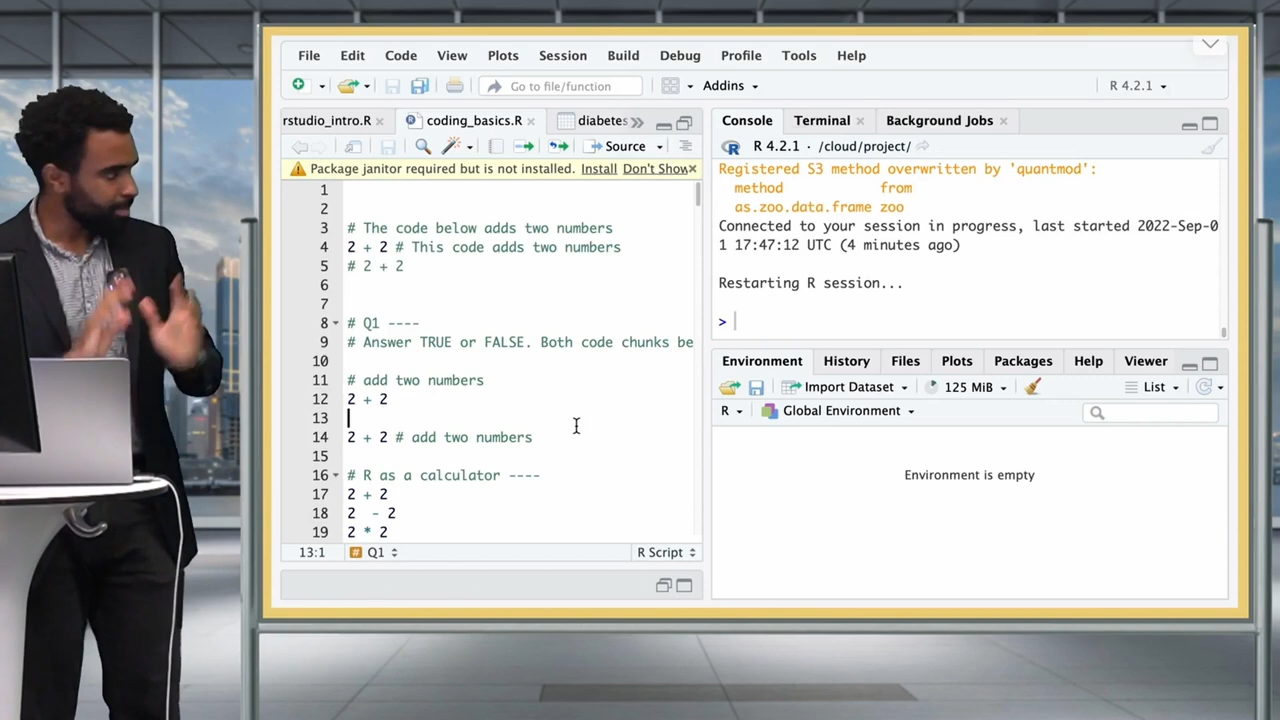 File Edit Code View Plots Session Build Debug Profile Tools Help
Go to file/function Addins R 4.2.1
rstudio_intro.R coding_basics.R diabetes
Source
Package janitor required but is not installed. Install Don't Show
1
2
3 # The code below adds two numbers
4 2 + 2 # This code adds two numbers
5 # 2 + 2
6
7
8 # Q1 ----
9 # Answer TRUE or FALSE. Both code chunks be
10
11 # add two numbers
12 2 + 2
13
14 2 + 2 # add two numbers
15
16 # R as a calculator ----
17 2 + 2
18 2  - 2
19 2 * 2
13:1 # Q1 R Script
Console Terminal Background Jobs
R R 4.2.1 · /cloud/project/
Registered S3 method overwritten by 'quantmod':
method from
as.zoo.data.frame zoo
Connected to your session in progress, last started 2022-Sep-0
1 17:47:12 UTC (4 minutes ago)
Restarting R session...
>
Environment History Files Plots Packages Help Viewer
Import Dataset 125 MiB List
R Global Environment
Environment is empty